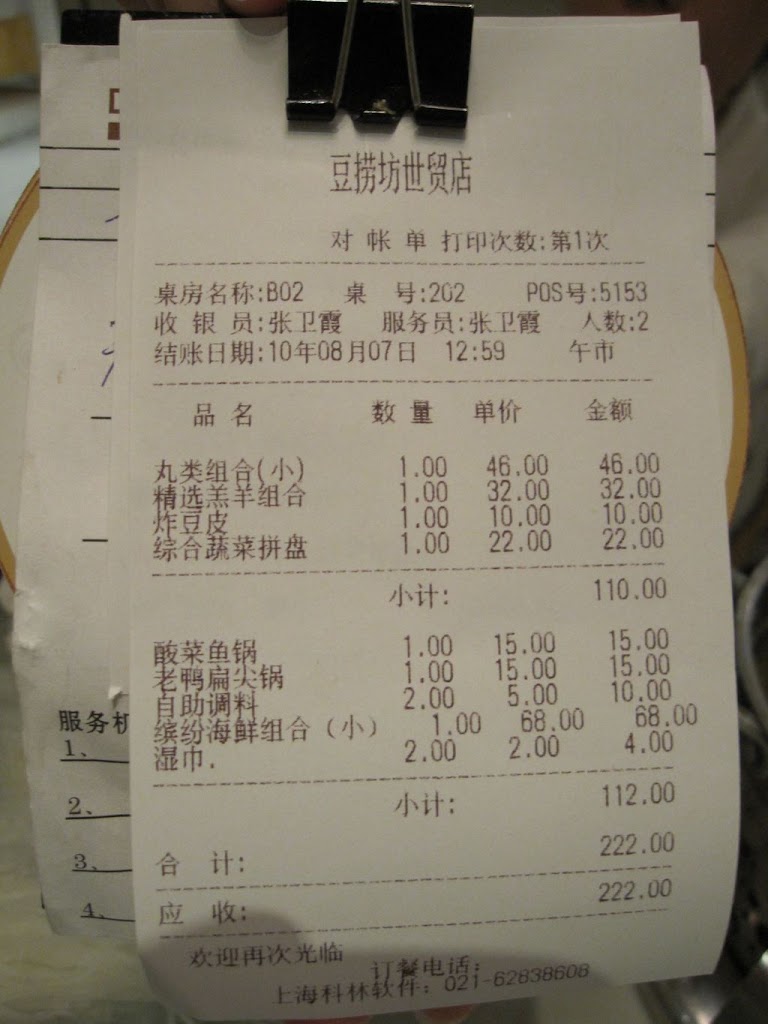 豆捞坊世贸店
对 帐 单 打印次数:第1次
桌房名称:B02 桌 号:202 POS号:5153
收 银 员:张卫霞 服务员:张卫霞 人数:2
结账日期:10年08月07日 12:59 午市
品 名 数 量 单价 金额
丸类组合(小) 1.00 46.00 46.00
精选羔羊组合 1.00 32.00 32.00
炸豆皮 1.00 10.00 10.00
综合蔬菜拼盘 1.00 22.00 22.00
小计: 110.00
酸菜鱼锅 1.00 15.00 15.00
老鸭扁尖锅 1.00 15.00 15.00
自助调料 2.00 5.00 10.00
缤纷海鲜组合（小） 1.00 68.00 68.00
湿巾. 2.00 2.00 4.00
小计: 112.00
合 计: 222.00
应 收: 222.00
欢迎再次光临 订餐电话:
上海科林软件: 021-62838608
服务
1、
2、
3、
4、